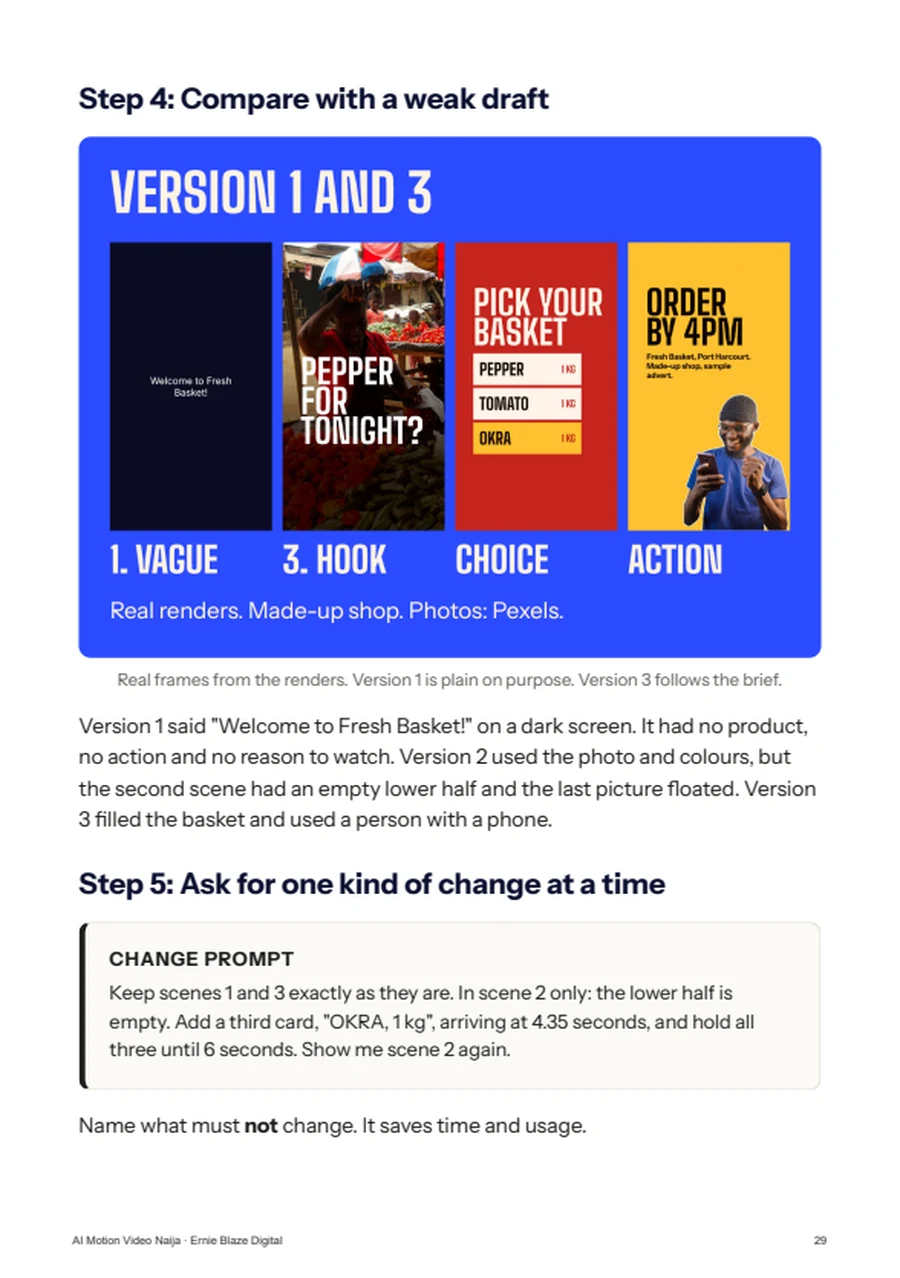 Step 4: Compare with a weak draft
VERSION 1 AND 3
Welcome to Fresh
Basket!
PEPPER
FOR
TONIGHT?
PICK YOUR
BASKET
PEPPER 1 KG
TOMATO 1 KG
OKRA 1 KG
ORDER
BY 4PM
Fresh Basket, Port Harcourt.
Made-up shop, sample
advert.
1. VAGUE
3. HOOK
CHOICE
ACTION
Real renders. Made-up shop. Photos: Pexels.
Real frames from the renders. Version 1 is plain on purpose. Version 3 follows the brief.
Version 1 said "Welcome to Fresh Basket!" on a dark screen. It had no product,
no action and no reason to watch. Version 2 used the photo and colours, but
the second scene had an empty lower half and the last picture floated. Version
3 filled the basket and used a person with a phone.
Step 5: Ask for one kind of change at a time
CHANGE PROMPT
Keep scenes 1 and 3 exactly as they are. In scene 2 only: the lower half is
empty. Add a third card, "OKRA, 1 kg", arriving at 4.35 seconds, and hold all
three until 6 seconds. Show me scene 2 again.
Name what must not change. It saves time and usage.
AI Motion Video Naija · Ernie Blaze Digital
29